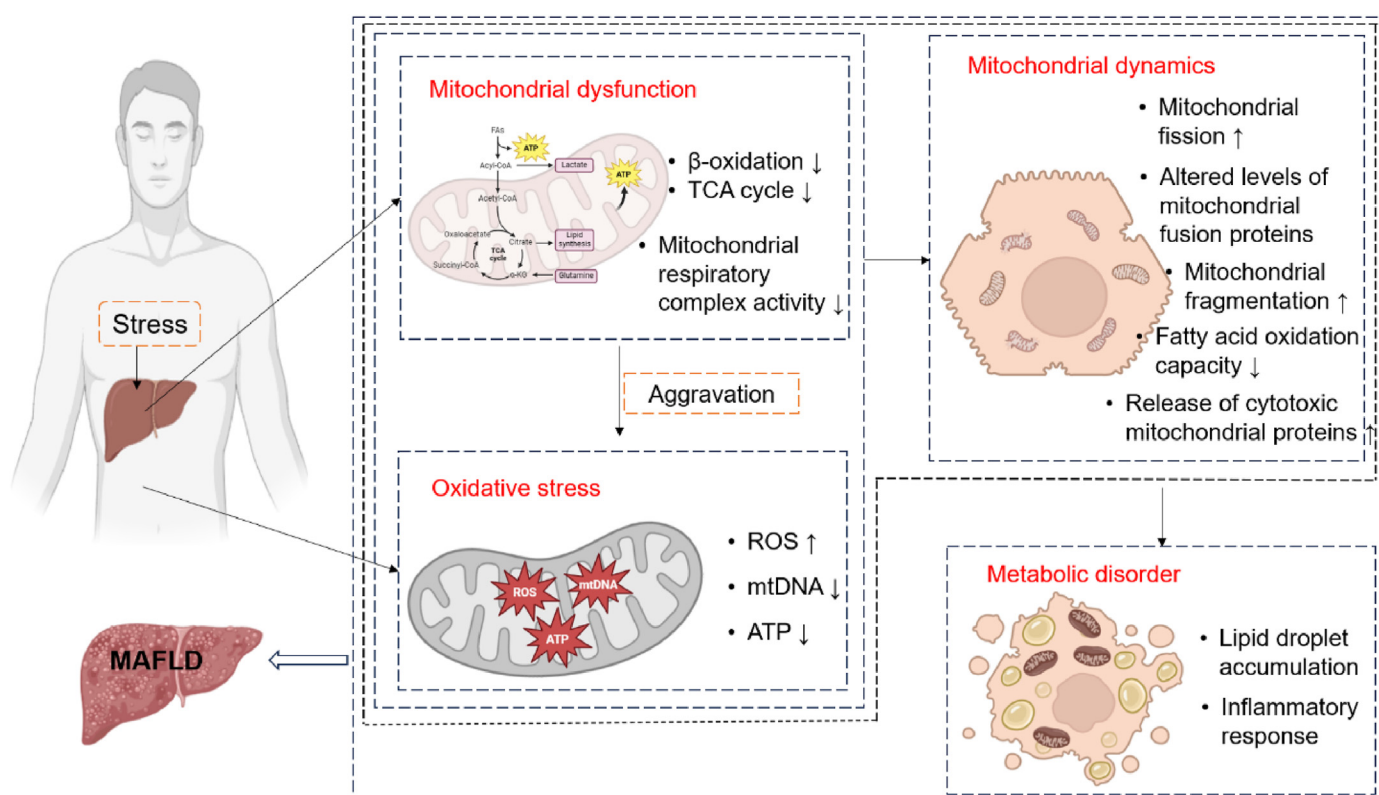 Stress
MAFLD
Mitochondrial dysfunction
FAs
ATP
Acyl-CoA
Lactate
Acetyl-CoA
Oxaloacetate
Citrate
Lipid
synthesis
TCA
cycle
Succinyl-CoA
α-KG
Glutamine
ATP
• β-oxidation ↓
• TCA cycle ↓
• Mitochondrial
respiratory
complex activity ↓
Aggravation
Oxidative stress
ROS
mtDNA
ATP
• ROS ↑
• mtDNA ↓
• ATP ↓
Mitochondrial dynamics
• Mitochondrial
fission ↑
• Altered levels of
mitochondrial
fusion proteins
• Mitochondrial
fragmentation ↑
• Fatty acid oxidation
capacity ↓
• Release of cytotoxic
mitochondrial proteins ↑
Metabolic disorder
• Lipid droplet
accumulation
• Inflammatory
response